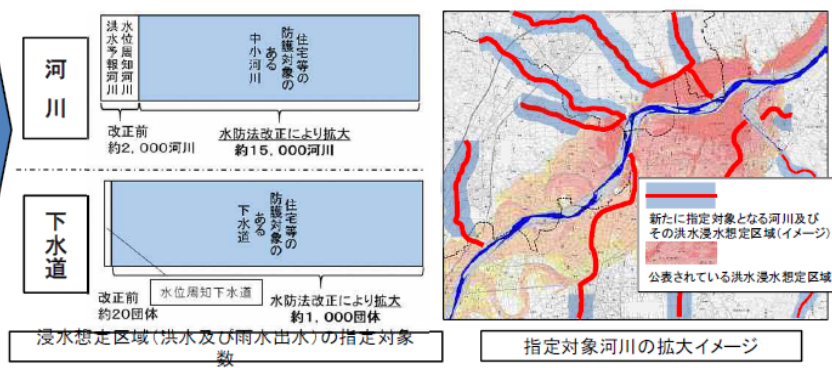 河川
洪水予報河川
水位周知河川
住宅等の
防護対象の
ある
中小河川
改正前
約2,000河川
水防法改正により拡大
約15,000河川
下水道
住宅等の
防護対象の
ある
下水道
水位周知下水道
改正前
約20団体
水防法改正により拡大
約1,000団体
浸水想定区域(洪水及び雨水出水)の指定対象
数
新たに指定対象となる河川及び
その洪水浸水想定区域(イメージ)
公表されている洪水浸水想定区域
指定対象河川の拡大イメージ